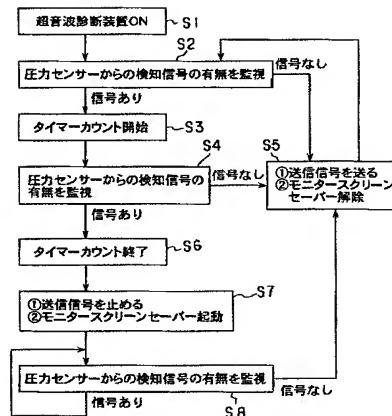 超音波診断装置ON
S1
S2
圧力センサーからの検知信号の有無を監視
信号なし
信号あり
タイマーカウント開始
S3
S4
S5
圧力センサーからの検知信号の
有無を監視
信号なし
①送信信号を送る
②モニタースクリーン
セーバー解除
信号あり
タイマーカウント終了
S6
S7
①送信信号を止める
②モニタースクリーンセーバー起動
圧力センサーからの検知信号の有無を監視
信号なし
信号あり
S8